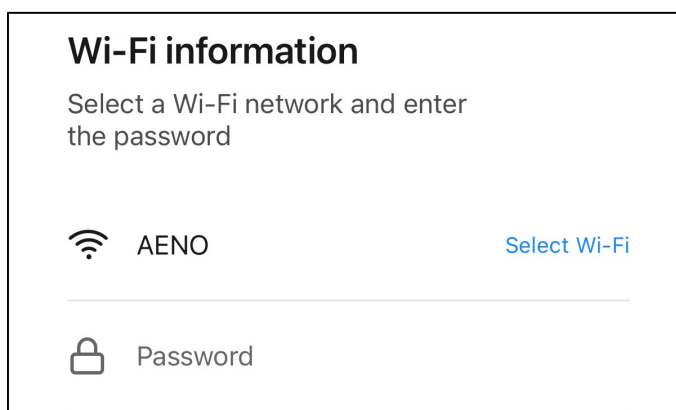 Wi-Fi information
Select a Wi-Fi network and enter
the password
AENO
Select Wi-Fi
Password